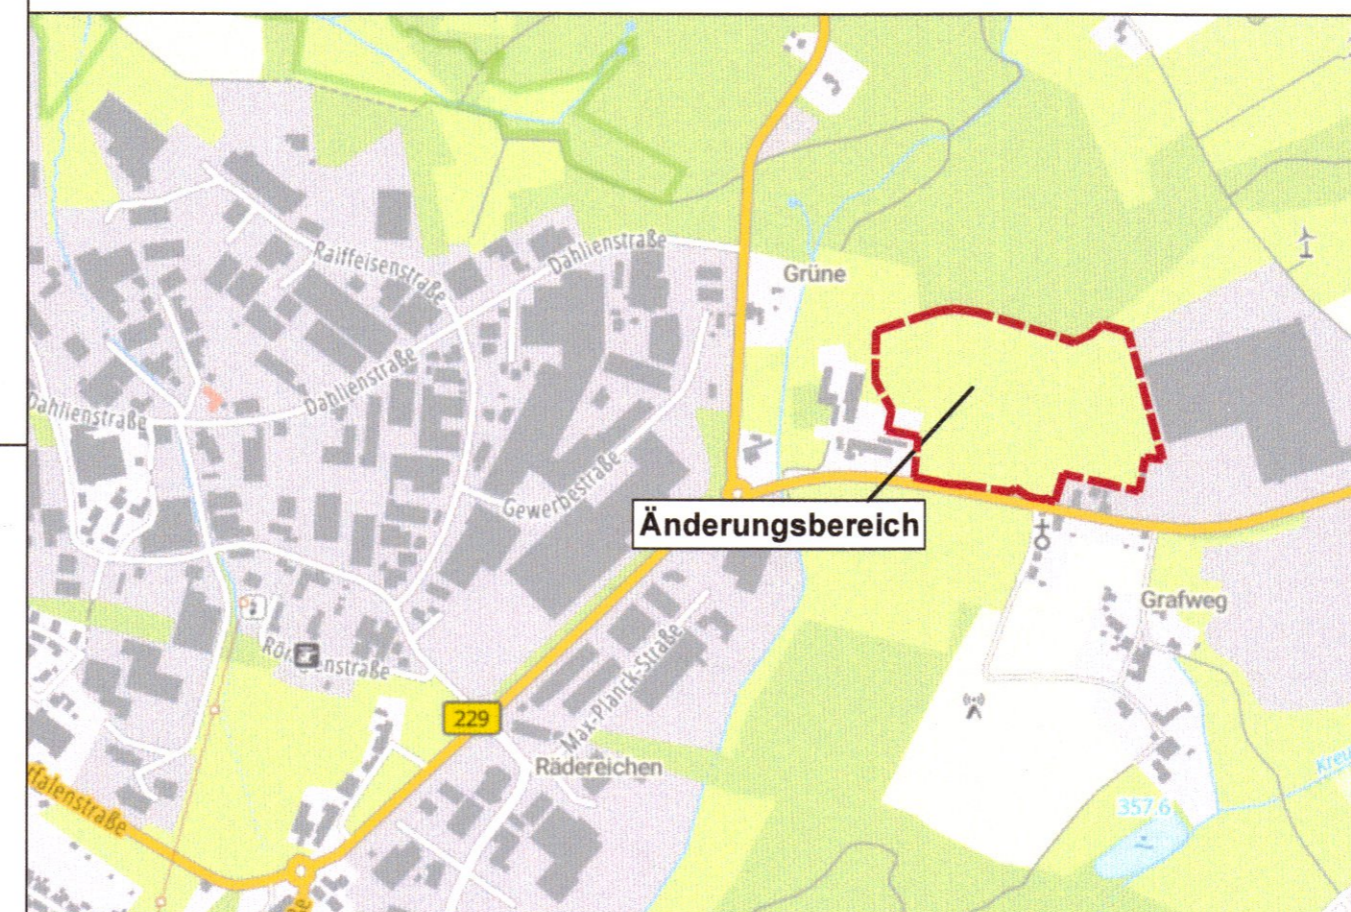 Grüne
Dahlienstraße
Raiffeisenstraße
Dahlienstraße
Dahlienstraße
Gewerbestraße
Änderungsbereich
Grafweg
Max-Planck-Straße
229
Rädereichen
357.6